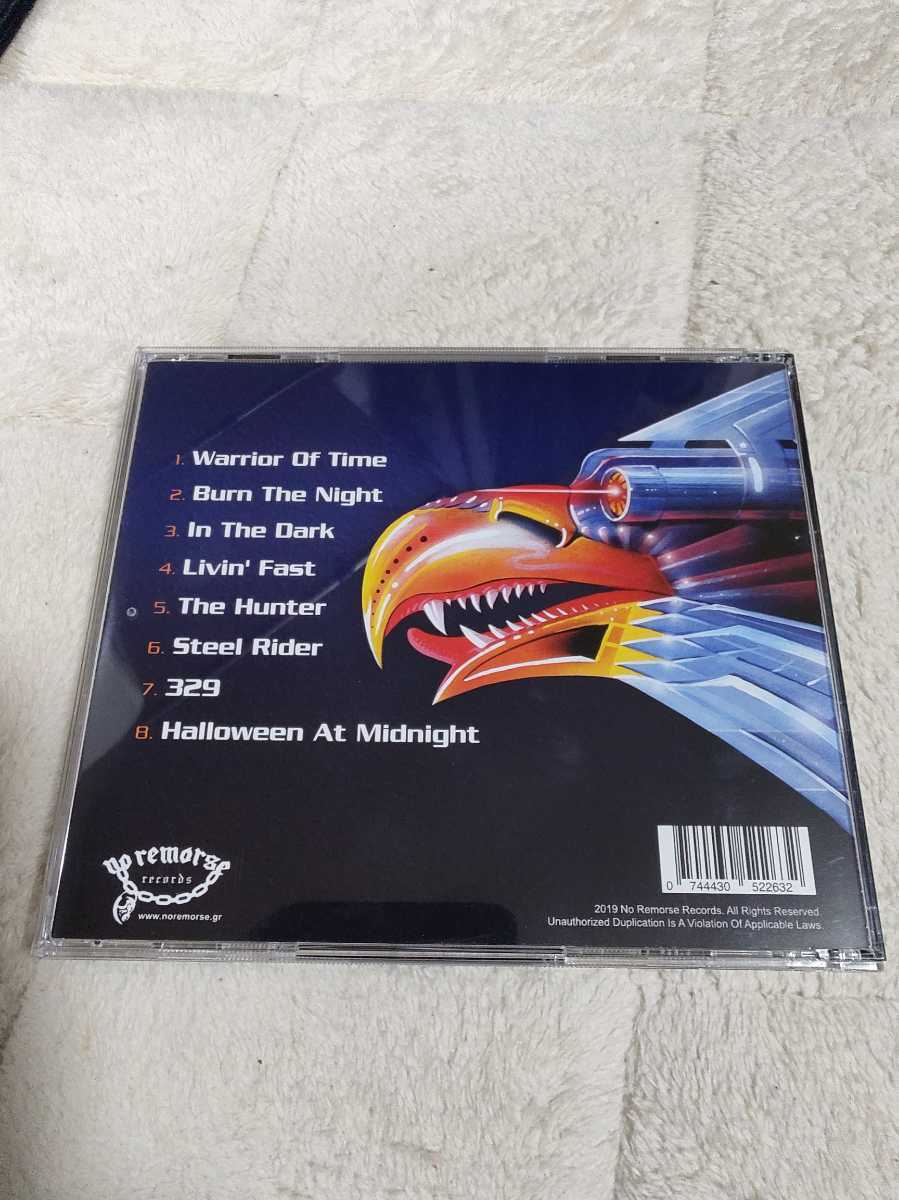 1. Warrior Of Time
2. Burn The Night
3. In The Dark
4. Livin' Fast
5. The Hunter
6. Steel Rider
7. 329
8. Halloween At Midnight
no remorse
records
www.noremorse.gr
0 744430 522632
2019 No Remorse Records. All Rights Reserved.
Unauthorized Duplication Is A Violation Of Applicable Laws.